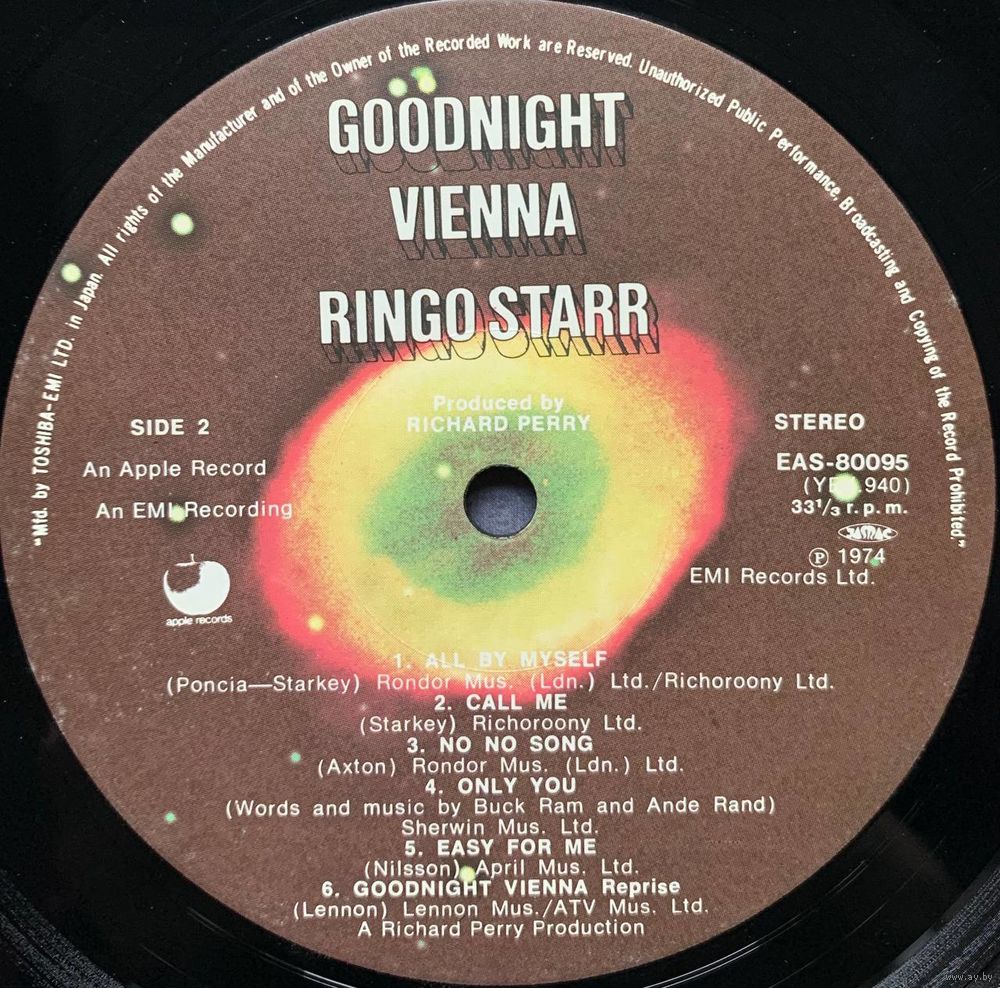 "Mfd. by TOSHIBA-EMI LTD. in Japan. All rights of the Manufacturer and of the Owner of the Recorded Work are Reserved. Unauthorized Public Performance, Broadcasting and Copying of the Record Prohibited."
GOODNIGHT
VIENNA
RINGO STARR
Produced by
RICHARD PERRY
SIDE 2
An Apple Record
An EMI Recording
apple records
STEREO
EAS-80095
940)
33⅓ r.p.m.
JASRAC
Ⓟ 1974
EMI Records Ltd.
1. ALL BY MYSELF
(Poncia—Starkey) Rondor Mus. (Ldn.) Ltd./Richoroony Ltd.
2. CALL ME
(Starkey) Richoroony Ltd.
3. NO NO SONG
(Axton) Rondor Mus. (Ldn.) Ltd.
4. ONLY YOU
(Words and music by Buck Ram and Ande Rand)
Sherwin Mus. Ltd.
5. EASY FOR ME
(Nilsson) April Mus. Ltd.
6. GOODNIGHT VIENNA Reprise
(Lennon) Lennon Mus./ATV Mus. Ltd.
A Richard Perry Production
www.ay.by